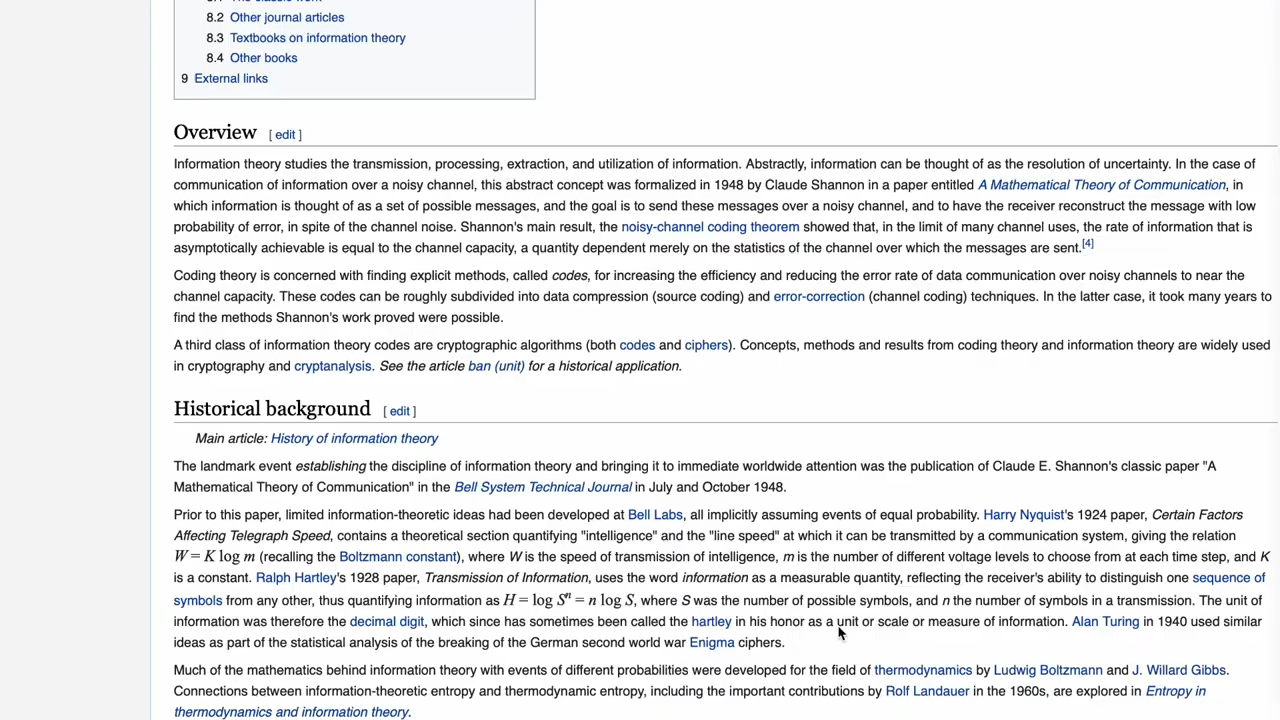 8.2 Other journal articles
8.3 Textbooks on information theory
8.4 Other books
9 External links
Overview [ edit ]
Information theory studies the transmission, processing, extraction, and utilization of information. Abstractly, information can be thought of as the resolution of uncertainty. In the case of
communication of information over a noisy channel, this abstract concept was formalized in 1948 by Claude Shannon in a paper entitled A Mathematical Theory of Communication, in
which information is thought of as a set of possible messages, and the goal is to send these messages over a noisy channel, and to have the receiver reconstruct the message with low
probability of error, in spite of the channel noise. Shannon's main result, the noisy-channel coding theorem showed that, in the limit of many channel uses, the rate of information that is
asymptotically achievable is equal to the channel capacity, a quantity dependent merely on the statistics of the channel over which the messages are sent.[4]
Coding theory is concerned with finding explicit methods, called codes, for increasing the efficiency and reducing the error rate of data communication over noisy channels to near the
channel capacity. These codes can be roughly subdivided into data compression (source coding) and error-correction (channel coding) techniques. In the latter case, it took many years to
find the methods Shannon's work proved were possible.
A third class of information theory codes are cryptographic algorithms (both codes and ciphers). Concepts, methods and results from coding theory and information theory are widely used
in cryptography and cryptanalysis. See the article ban (unit) for a historical application.
Historical background [ edit ]
Main article: History of information theory
The landmark event establishing the discipline of information theory and bringing it to immediate worldwide attention was the publication of Claude E. Shannon's classic paper "A
Mathematical Theory of Communication" in the Bell System Technical Journal in July and October 1948.
Prior to this paper, limited information-theoretic ideas had been developed at Bell Labs, all implicitly assuming events of equal probability. Harry Nyquist's 1924 paper, Certain Factors
Affecting Telegraph Speed, contains a theoretical section quantifying "intelligence" and the "line speed" at which it can be transmitted by a communication system, giving the relation
W = K log m (recalling the Boltzmann constant), where W is the speed of transmission of intelligence, m is the number of different voltage levels to choose from at each time step, and K
is a constant. Ralph Hartley's 1928 paper, Transmission of Information, uses the word information as a measurable quantity, reflecting the receiver's ability to distinguish one sequence of
symbols from any other, thus quantifying information as H = log Sⁿ = n log S, where S was the number of possible symbols, and n the number of symbols in a transmission. The unit of
information was therefore the decimal digit, which since has sometimes been called the hartley in his honor as a unit or scale or measure of information. Alan Turing in 1940 used similar
ideas as part of the statistical analysis of the breaking of the German second world war Enigma ciphers.
Much of the mathematics behind information theory with events of different probabilities were developed for the field of thermodynamics by Ludwig Boltzmann and J. Willard Gibbs.
Connections between information-theoretic entropy and thermodynamic entropy, including the important contributions by Rolf Landauer in the 1960s, are explored in Entropy in
thermodynamics and information theory.